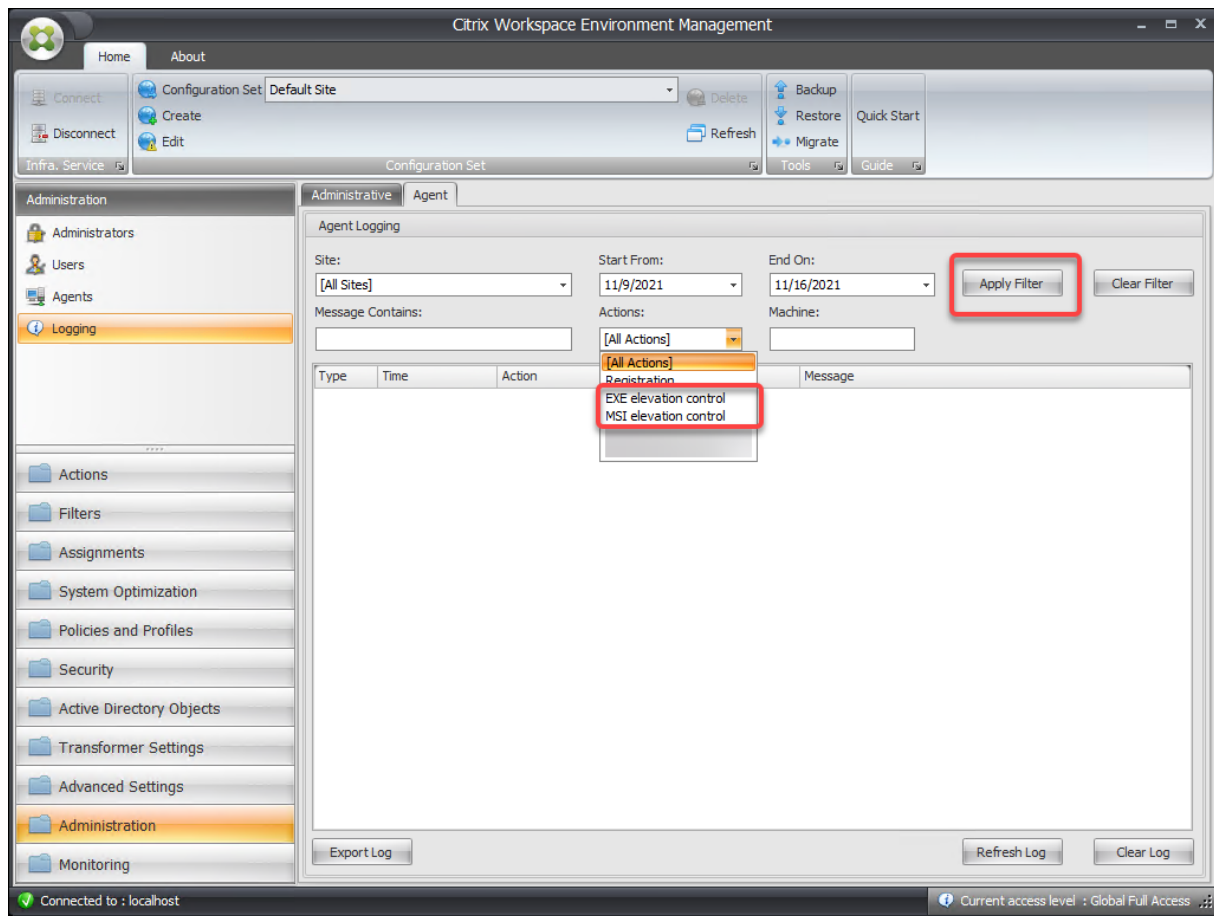 Citrix Workspace Environment Management
Home About
Connect
Disconnect
Infra. Service
Configuration Set Default Site
Create
Edit
Delete
Refresh
Configuration Set
Backup
Restore
Migrate
Tools
Quick Start
Guide
Administration
Administrators
Users
Agents
Logging
Actions
Filters
Assignments
System Optimization
Policies and Profiles
Security
Active Directory Objects
Transformer Settings
Advanced Settings
Administration
Monitoring
Administrative Agent
Agent Logging
Site: Start From: End On:
[All Sites] 11/9/2021 11/16/2021 Apply Filter Clear Filter
Message Contains: Actions: Machine:
[All Actions]
[All Actions]
Registration
EXE elevation control
MSI elevation control
Type Time Action Message
Export Log Refresh Log Clear Log
Connected to : localhost Current access level : Global Full Access